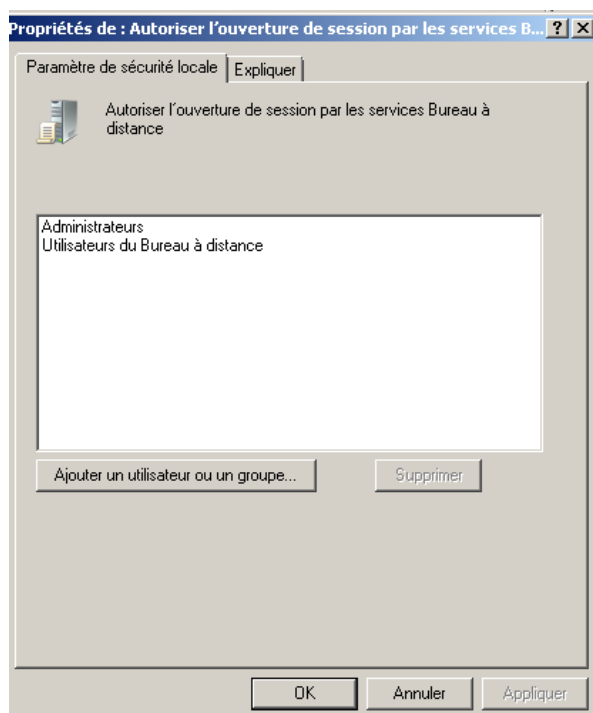 Propriétés de : Autoriser l'ouverture de session par les services B...
Paramètre de sécurité locale
Expliquer
Autoriser l'ouverture de session par les services Bureau à
distance
Administrateurs
Utilisateurs du Bureau à distance
Ajouter un utilisateur ou un groupe...
Supprimer
OK
Annuler
Appliquer